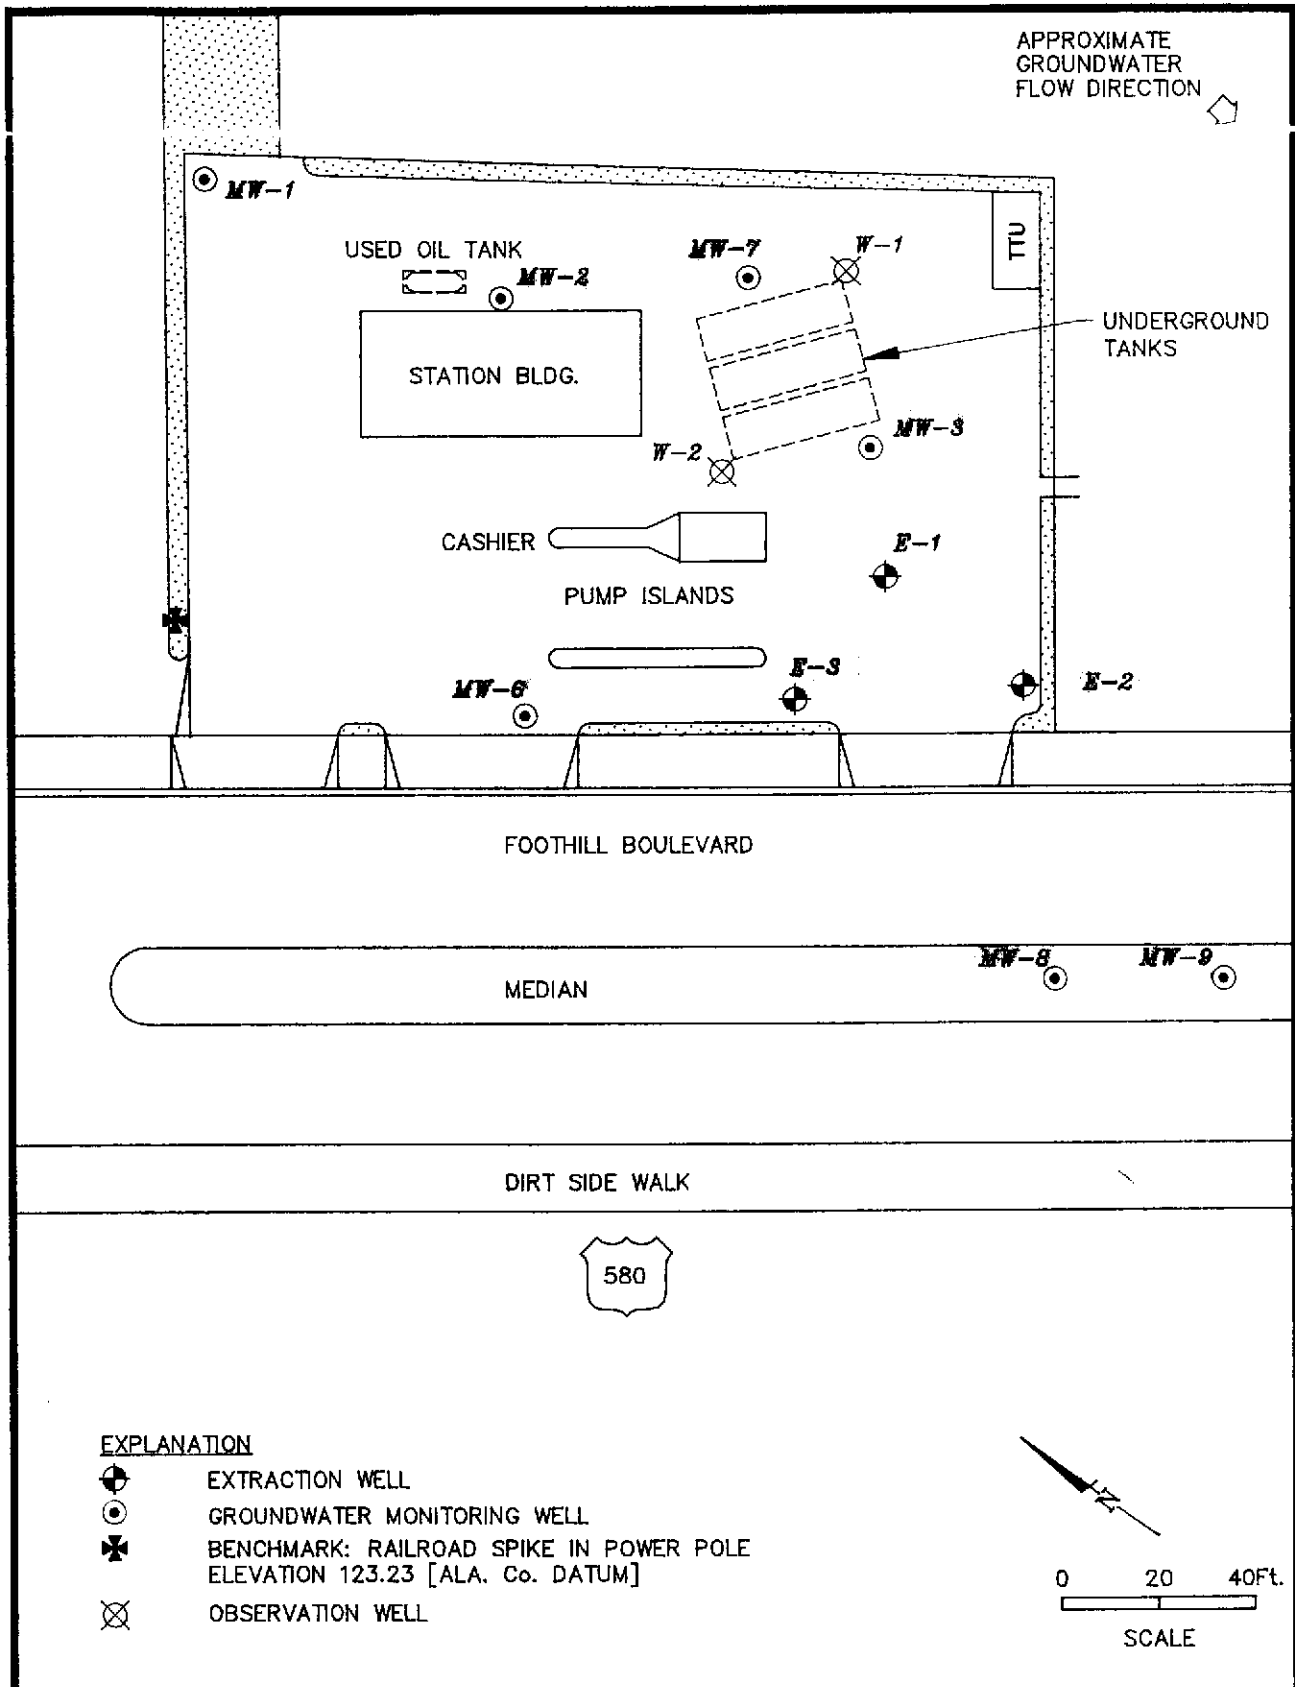 APPROXIMATE
GROUNDWATER
FLOW DIRECTION
MW-1
USED OIL TANK
MW-2
MW-7
W-1
TTU
UNDERGROUND
TANKS
STATION BLDG.
MW-3
W-2
CASHIER
E-1
PUMP ISLANDS
E-3
E-2
MW-6
FOOTHILL BOULEVARD
MW-8
MW-9
MEDIAN
DIRT SIDE WALK
580
EXPLANATION
EXTRACTION WELL
GROUNDWATER MONITORING WELL
BENCHMARK: RAILROAD SPIKE IN POWER POLE
ELEVATION 123.23 [ALA. Co. DATUM]
OBSERVATION WELL
N
0 20 40Ft.
SCALE